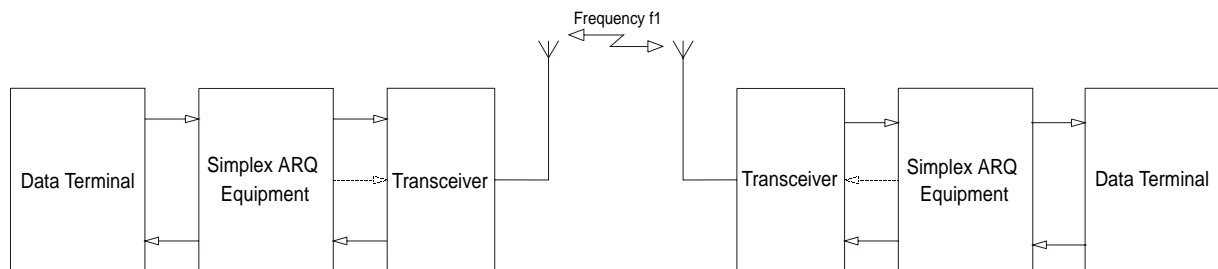 Frequency f1
Data Terminal
Simplex ARQ
Equipment
Transceiver
Transceiver
Simplex ARQ
Equipment
Data Terminal